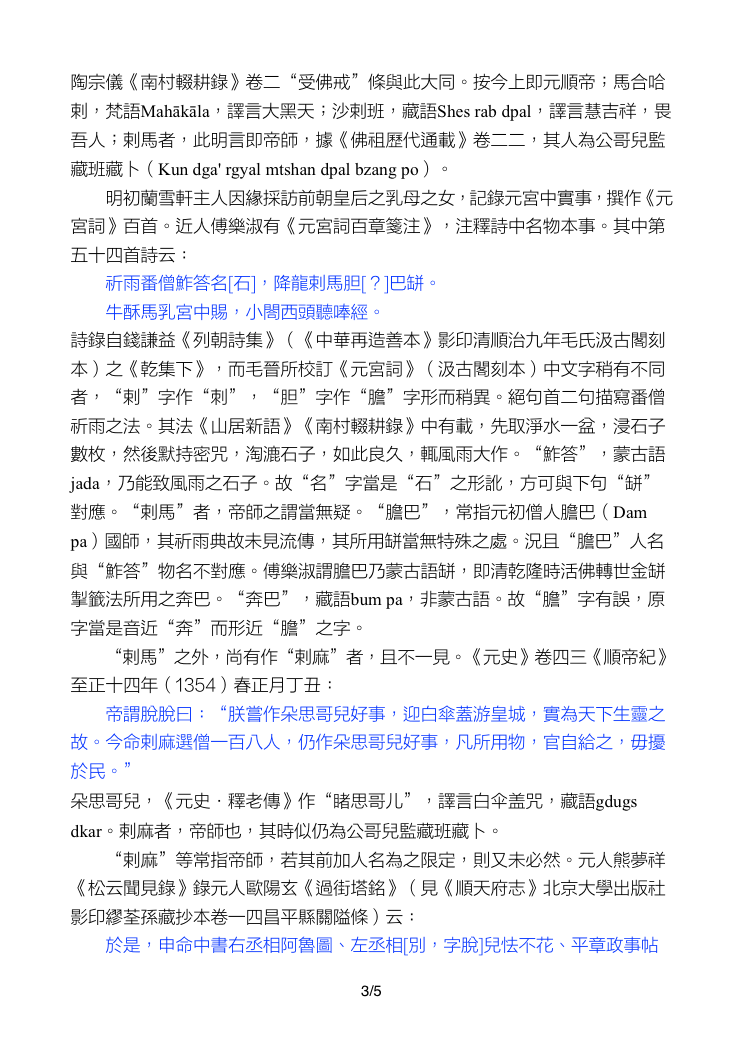 陶宗儀《南村輟耕錄》卷二“受佛戒”條與此大同。按今上即元順帝；馬合哈
剌，梵語Mahākāla，譯言大黑天；沙剌班，藏語Shes rab dpal，譯言慧吉祥，畏
吾人；剌馬者，此明言即帝師，據《佛祖歷代通載》卷二二，其人為公哥兒監
藏班藏卜（Kun dga' rgyal mtshan dpal bzang po）。
明初蘭雪軒主人因緣採訪前朝皇后之乳母之女，記錄元宮中實事，撰作《元
宮詞》百首。近人傅樂淑有《元宮詞百章箋注》，注釋詩中名物本事。其中第
五十四首詩云：
祈雨番僧鮓答名[石]，降龍剌馬胆[？]巴缾。
牛酥馬乳宮中賜，小閤西頭聽唪經。
詩錄自錢謙益《列朝詩集》（《中華再造善本》影印清順治九年毛氏汲古閣刻
本）之《乾集下》，而毛晉所校訂《元宮詞》（汲古閣刻本）中文字稍有不同
者，“剌”字作“刺”，“胆”字作“膽”字形而稍異。絕句首二句描寫番僧
祈雨之法。其法《山居新語》《南村輟耕錄》中有載，先取淨水一盆，浸石子
數枚，然後默持密咒，淘漉石子，如此良久，輒風雨大作。“鮓答”，蒙古語
jada，乃能致風雨之石子。故“名”字當是“石”之形訛，方可與下句“缾”
對應。“剌馬”者，帝師之謂當無疑。“膽巴”，常指元初僧人膽巴（Dam
pa）國師，其祈雨典故未見流傳，其所用缾當無特殊之處。況且“膽巴”人名
與“鮓答”物名不對應。傅樂淑謂膽巴乃蒙古語缾，即清乾隆時活佛轉世金缾
掣籤法所用之奔巴。“奔巴”，藏語bum pa，非蒙古語。故“膽”字有誤，原
字當是音近“奔”而形近“膽”之字。
“剌馬”之外，尚有作“剌麻”者，且不一見。《元史》卷四三《順帝紀》
至正十四年（1354）春正月丁丑：
帝謂脫脫曰：“朕嘗作朵思哥兒好事，迎白傘蓋游皇城，實為天下生靈之
故。今命剌麻選僧一百八人，仍作朵思哥兒好事，凡所用物，官自給之，毋擾
於民。”
朵思哥兒，《元史·釋老傳》作“睹思哥儿”，譯言白伞盖咒，藏語gdugs
dkar。剌麻者，帝師也，其時似仍為公哥兒監藏班藏卜。
“剌麻”等常指帝師，若其前加人名為之限定，則又未必然。元人熊夢祥
《松云聞見錄》錄元人歐陽玄《過街塔銘》（見《順天府志》北京大學出版社
影印繆荃孫藏抄本卷一四昌平縣關隘條）云：
於是，申命中書右丞相阿魯圖、左丞相[別，字脫]兒怯不花、平章政事帖
3/5